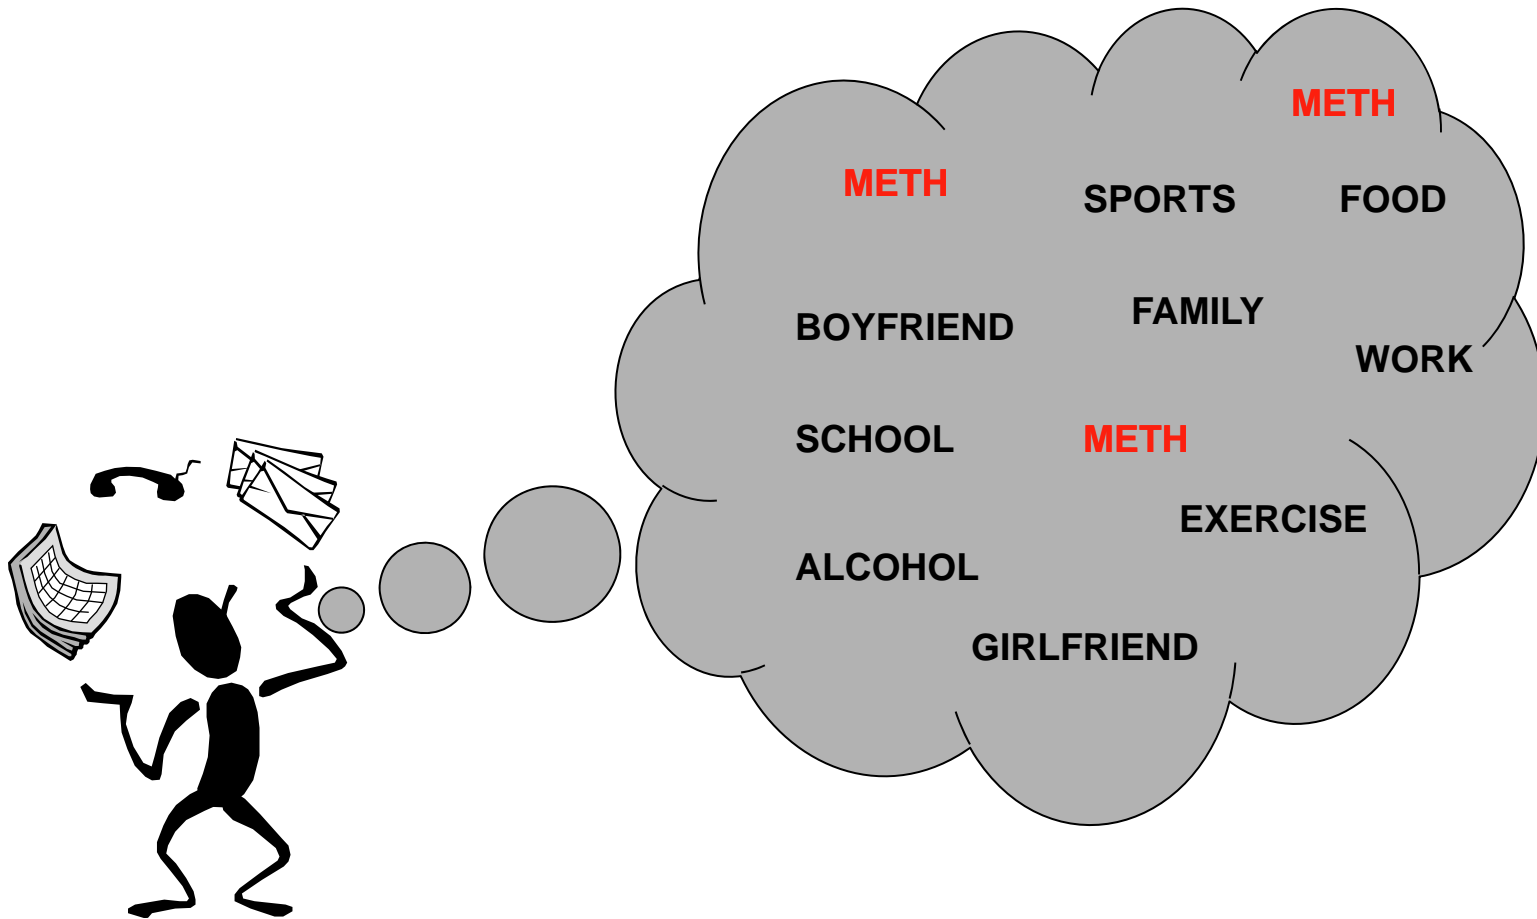 METH
METH
SPORTS
FOOD
FAMILY
BOYFRIEND
WORK
SCHOOL
METH
EXERCISE
ALCOHOL
GIRLFRIEND